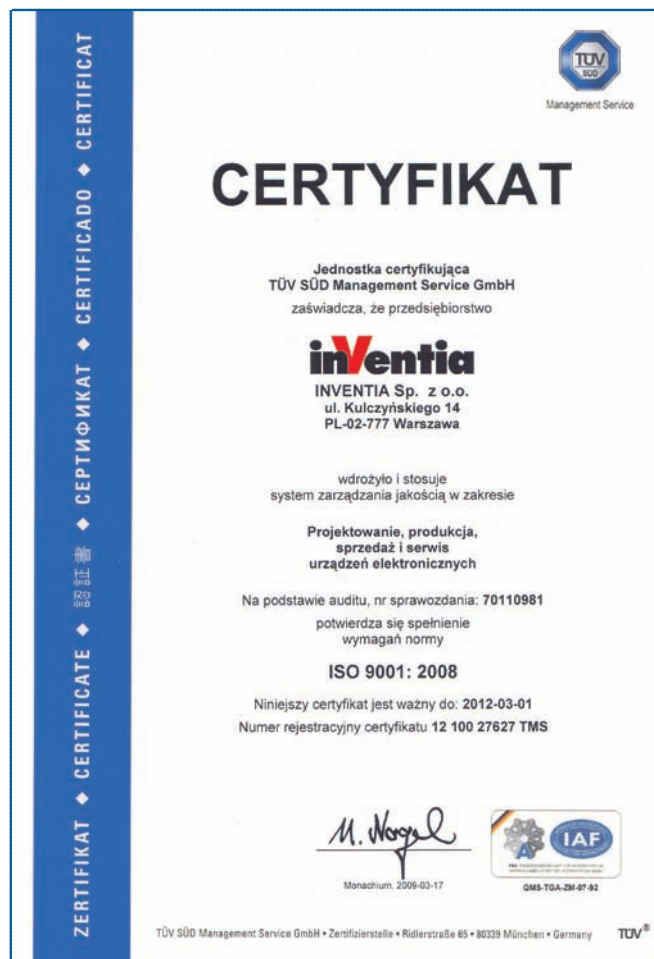 ZERTIFIKAT ◆ CERTIFICATE ◆ 認証書 ◆ СЕРТИФИКАТ ◆ CERTIFICADO ◆ CERTIFICAT
TÜV
SÜD
Management Service
CERTYFIKAT
Jednostka certyfikująca
TÜV SÜD Management Service GmbH
zaświadcza, że przedsiębiorstwo
inVentia
INVENTIA Sp. z o.o.
ul. Kulczyńskiego 14
PL-02-777 Warszawa
wdrożyło i stosuje
system zarządzania jakością w zakresie
Projektowanie, produkcja,
sprzedaż i serwis
urządzeń elektronicznych
Na podstawie auditu, nr sprawozdania: 70110981
potwierdza się spełnienie
wymagań normy
ISO 9001: 2008
Niniejszy certyfikat jest ważny do: 2012-03-01
Numer rejestracyjny certyfikatu 12 100 27627 TMS
M. Nagel
Monachium, 2009-03-17
IAF
QMS-TGA-ZM-07-92
TÜV SÜD Management Service GmbH • Zertifizierstelle • Ridlerstraße 65 • 80339 München • Germany TÜV®